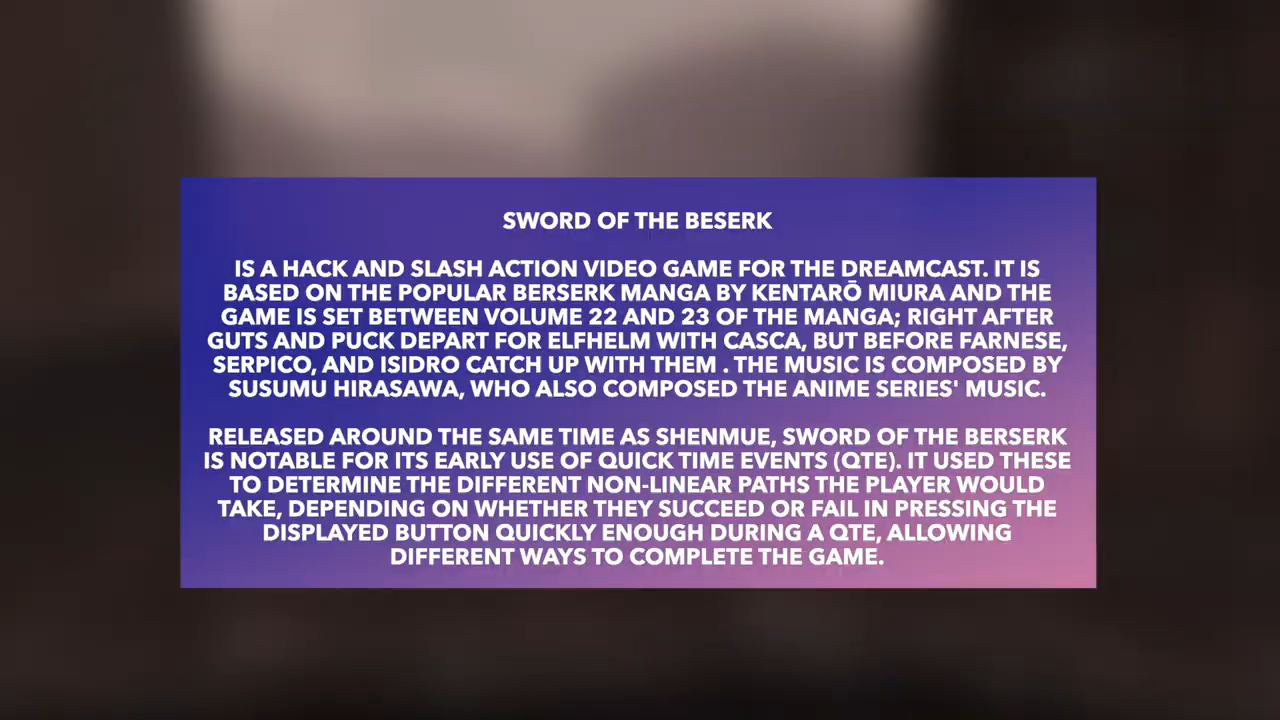 SWORD OF THE BESERK
IS A HACK AND SLASH ACTION VIDEO GAME FOR THE DREAMCAST. IT IS
BASED ON THE POPULAR BERSERK MANGA BY KENTARŌ MIURA AND THE
GAME IS SET BETWEEN VOLUME 22 AND 23 OF THE MANGA; RIGHT AFTER
GUTS AND PUCK DEPART FOR ELFHELM WITH CASCA, BUT BEFORE FARNESE,
SERPICO, AND ISIDRO CATCH UP WITH THEM . THE MUSIC IS COMPOSED BY
SUSUMU HIRASAWA, WHO ALSO COMPOSED THE ANIME SERIES' MUSIC.
RELEASED AROUND THE SAME TIME AS SHENMUE, SWORD OF THE BERSERK
IS NOTABLE FOR ITS EARLY USE OF QUICK TIME EVENTS (QTE). IT USED THESE
TO DETERMINE THE DIFFERENT NON-LINEAR PATHS THE PLAYER WOULD
TAKE, DEPENDING ON WHETHER THEY SUCCEED OR FAIL IN PRESSING THE
DISPLAYED BUTTON QUICKLY ENOUGH DURING A QTE, ALLOWING
DIFFERENT WAYS TO COMPLETE THE GAME.